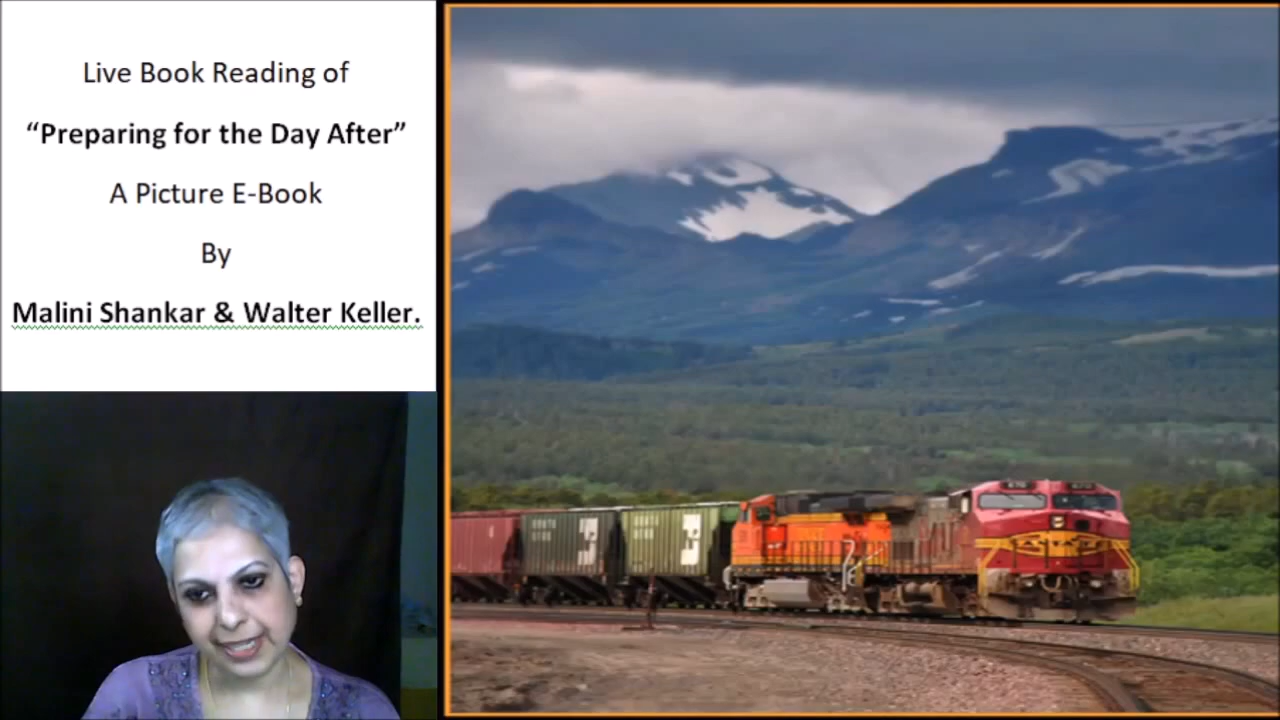 Live Book Reading of
“Preparing for the Day After”
A Picture E-Book
By
Malini Shankar & Walter Keller.